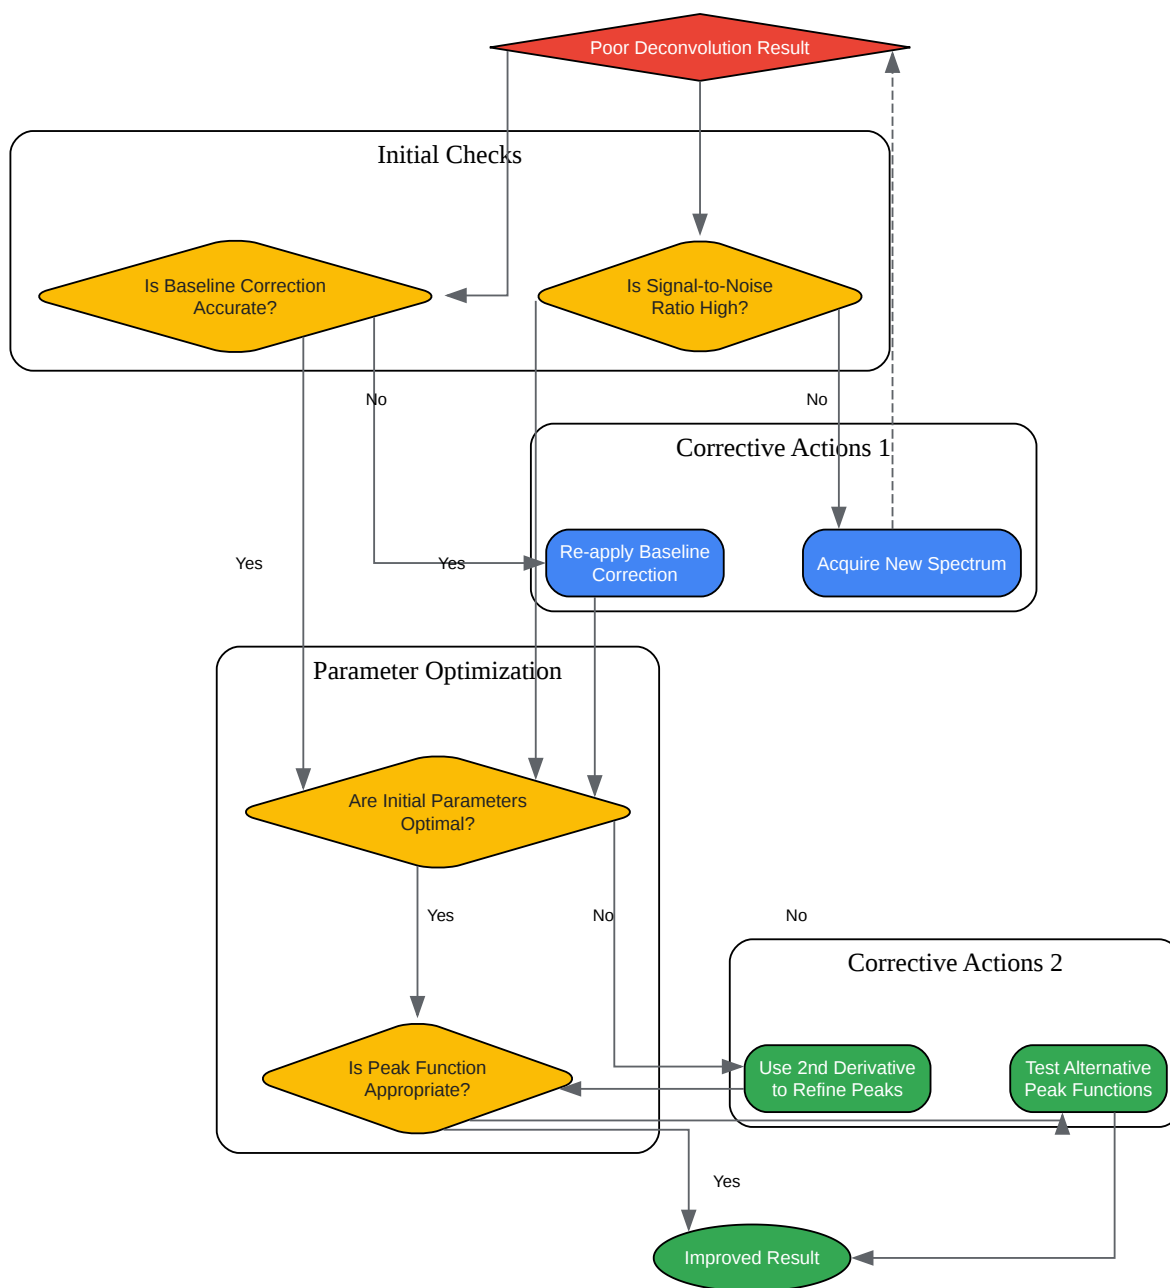 Poor Deconvolution Result
Initial Checks
Is Baseline Correction
Accurate?
Is Signal-to-Noise
Ratio High?
No
No
Corrective Actions 1
Yes
Yes
Re-apply Baseline
Correction
Acquire New Spectrum
Parameter Optimization
Are Initial Parameters
Optimal?
Yes
No
No
Corrective Actions 2
Is Peak Function
Appropriate?
Use 2nd Derivative
to Refine Peaks
Test Alternative
Peak Functions
Yes
Improved Result